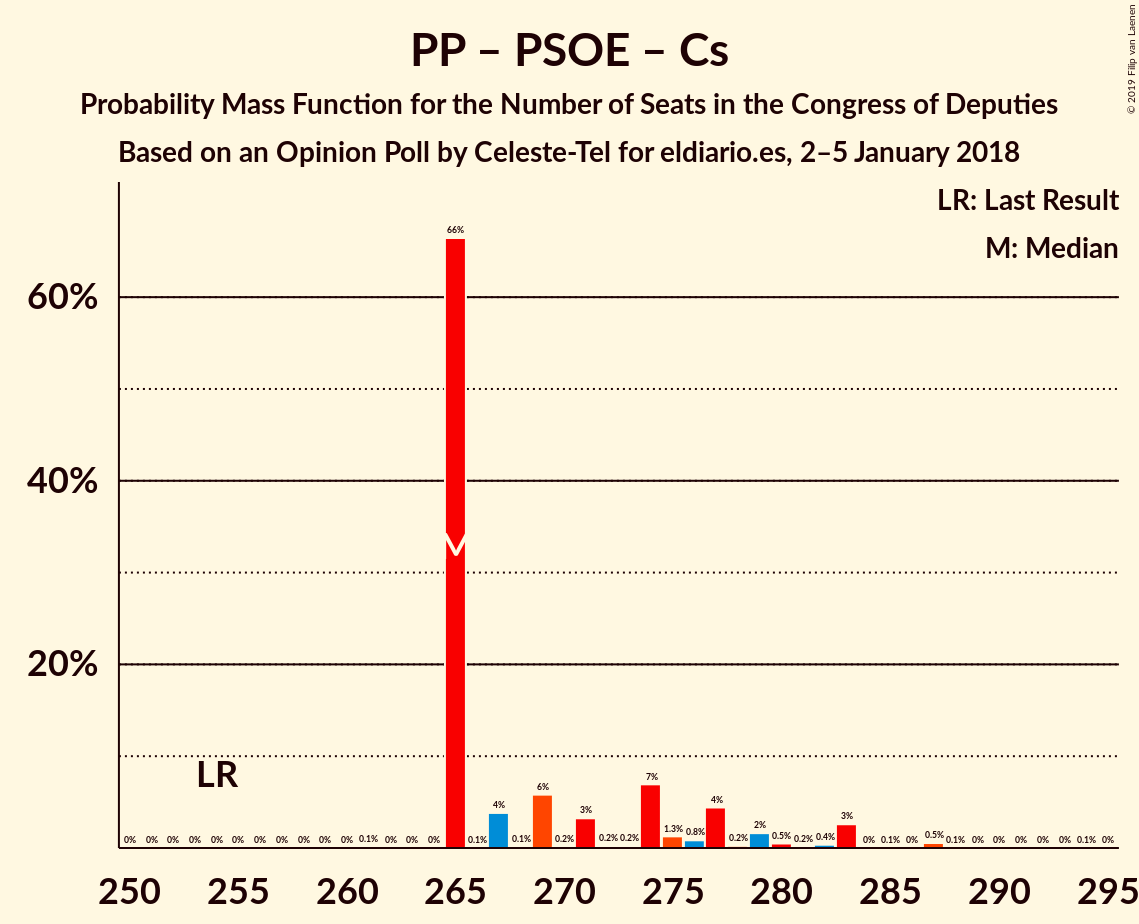 PP – PSOE – Cs
Probability Mass Function for the Number of Seats in the Congress of Deputies
Based on an Opinion Poll by Celeste-Tel for eldiario.es, 2–5 January 2018
© 2019 Filip van Laenen
LR: Last Result
M: Median
60%
40%
20%
LR
0% 0% 0% 0% 0% 0% 0% 0% 0% 0% 0% 0.1% 0% 0% 0% 66% 0.1% 4% 0.1% 6% 0.2% 3% 0.2% 0.2% 7% 1.3% 0.8% 4% 0.2% 2% 0.5% 0.2% 0.4% 3% 0% 0.1% 0% 0.5% 0.1% 0% 0% 0% 0% 0% 0.1% 0%
250 255 260 265 270 275 280 285 290 295